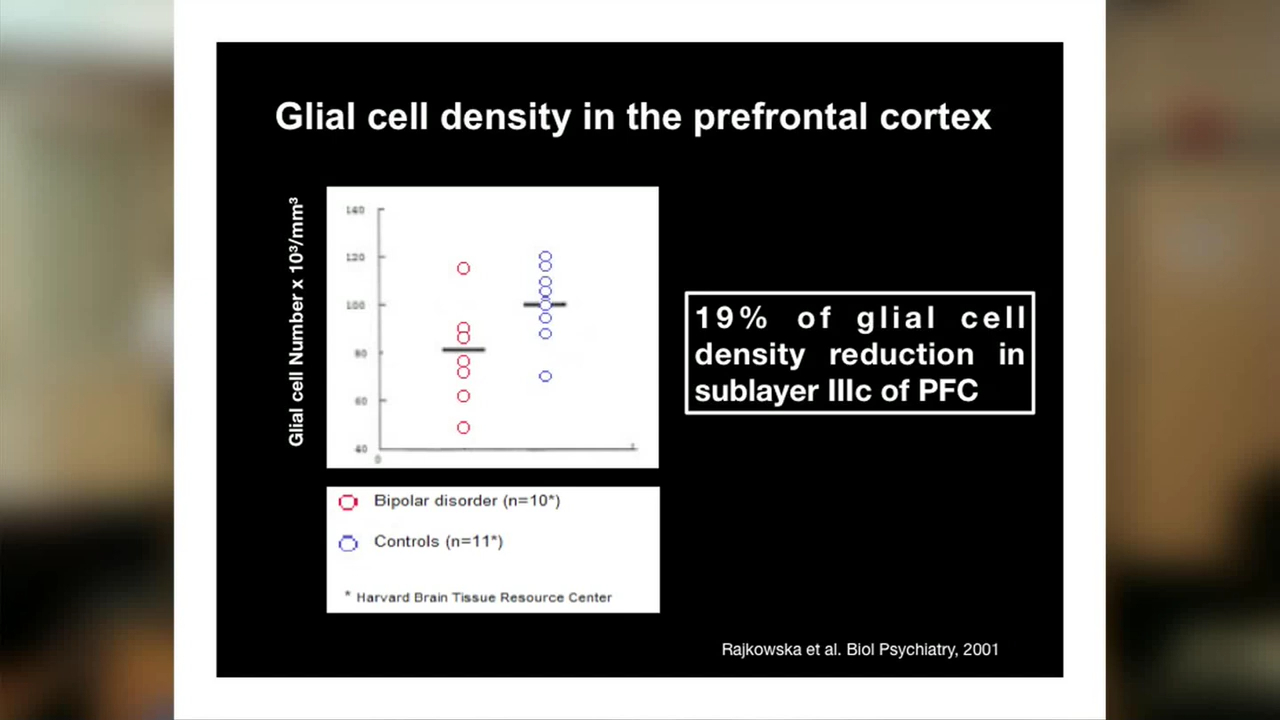 Glial cell density in the prefrontal cortex
Glial cell Number x 10³/mm³
140
120
100
80
60
40
0
1
19% of glial cell
density reduction in
sublayer IIIc of PFC
Bipolar disorder (n=10*)
Controls (n=11*)
* Harvard Brain Tissue Resource Center
Rajkowska et al. Biol Psychiatry, 2001